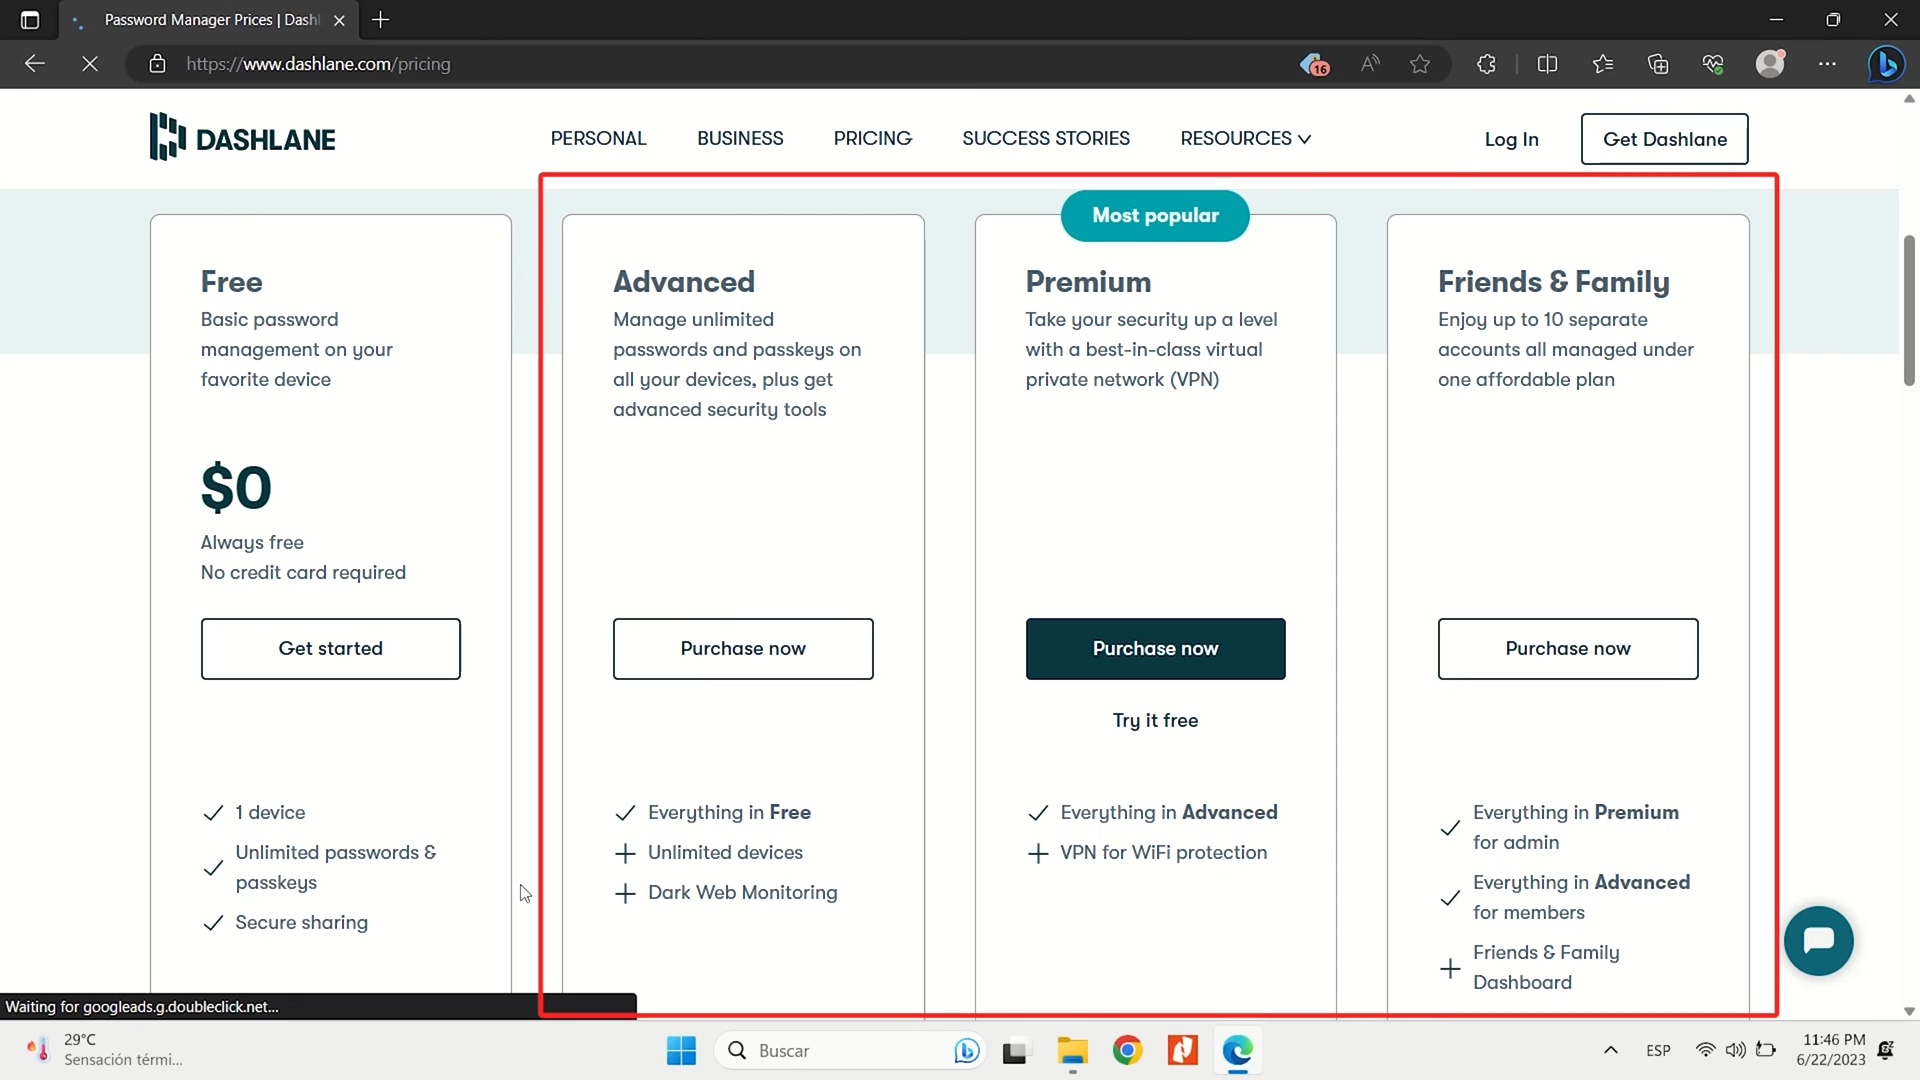 Password Manager Prices | Dashl
https://www.dashlane.com/pricing
16
DASHLANE
PERSONAL
BUSINESS
PRICING
SUCCESS STORIES
RESOURCES
Log In
Get Dashlane
Free
Basic password
management on your
favorite device
$0
Always free
No credit card required
Get started
1 device
Unlimited passwords &
passkeys
Secure sharing
Advanced
Manage unlimited
passwords and passkeys on
all your devices, plus get
advanced security tools
Purchase now
Everything in Free
Unlimited devices
Dark Web Monitoring
Most popular
Premium
Take your security up a level
with a best-in-class virtual
private network (VPN)
Purchase now
Try it free
Everything in Advanced
VPN for WiFi protection
Friends & Family
Enjoy up to 10 separate
accounts all managed under
one affordable plan
Purchase now
Everything in Premium
for admin
Everything in Advanced
for members
Friends & Family
Dashboard
Waiting for googleads.g.doubleclick.net...
29°C
Sensación térmi...
Buscar
ESP
11:46 PM
6/22/2023